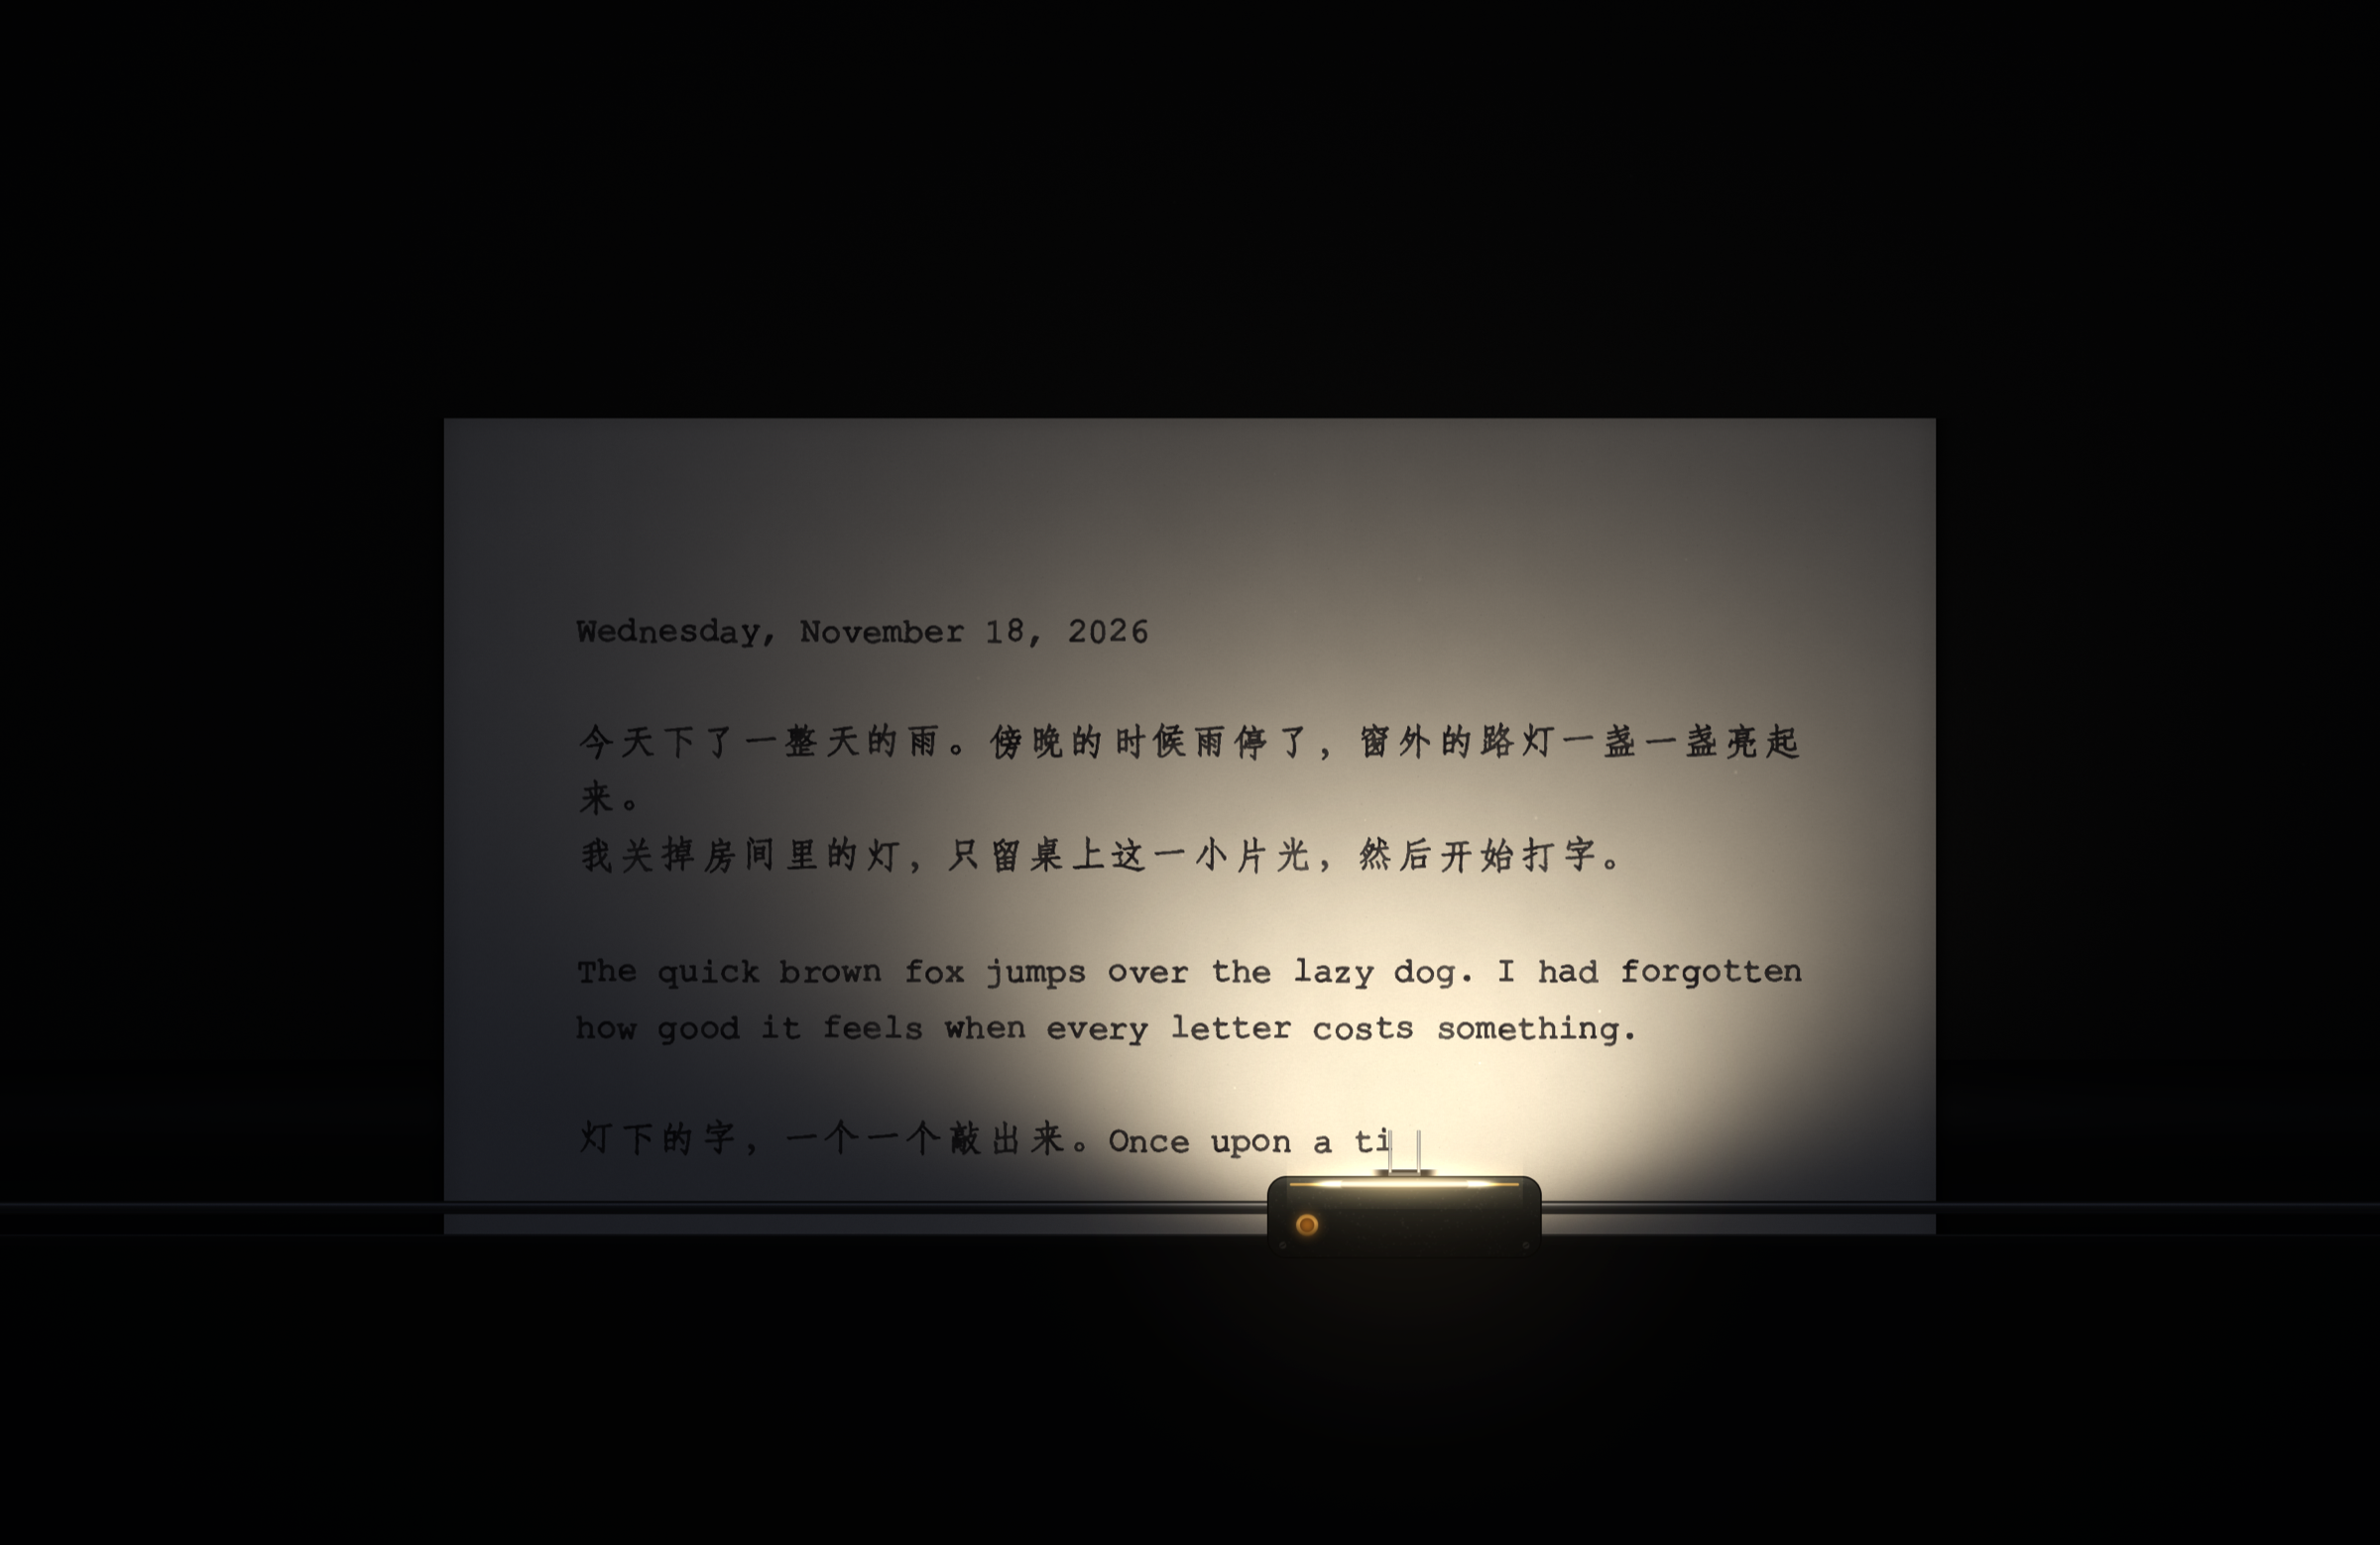 Wednesday, November 18, 2026
今天下了一整天的雨。傍晚的时候雨停了，窗外的路灯一盏一盏亮起
来。
我关掉房间里的灯，只留桌上这一小片光，然后开始打字。
The quick brown fox jumps over the lazy dog. I had forgotten
how good it feels when every letter costs something.
灯下的字，一个一个敲出来。Once upon a ti